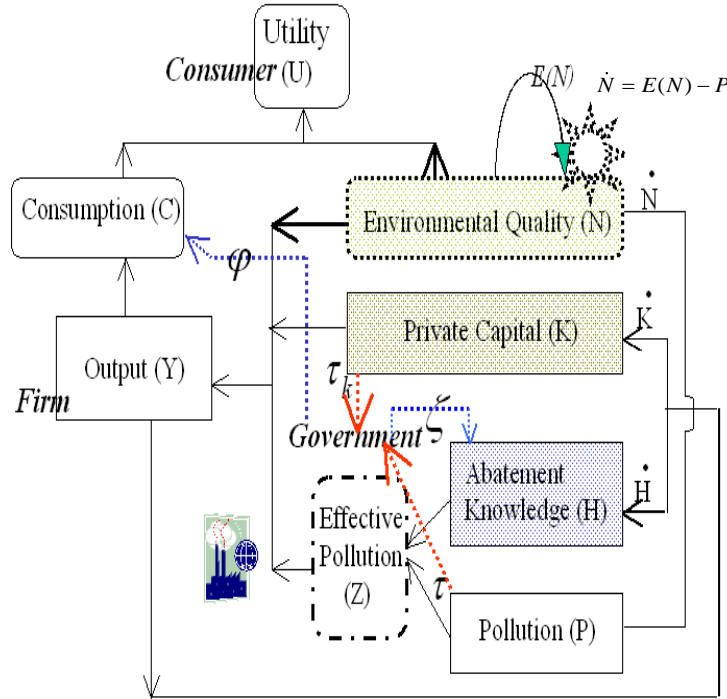 Utility
Consumer (U)
E(N)
Ṅ = E(N) − P
Consumption (C)
Environmental Quality (N)
Ṅ
φ
Private Capital (K)
K̇
Output (Y)
Firm
τk
Government
ζ
Abatement
Knowledge (H)
Ḣ
Effective
Pollution
(Z)
τ
Pollution (P)